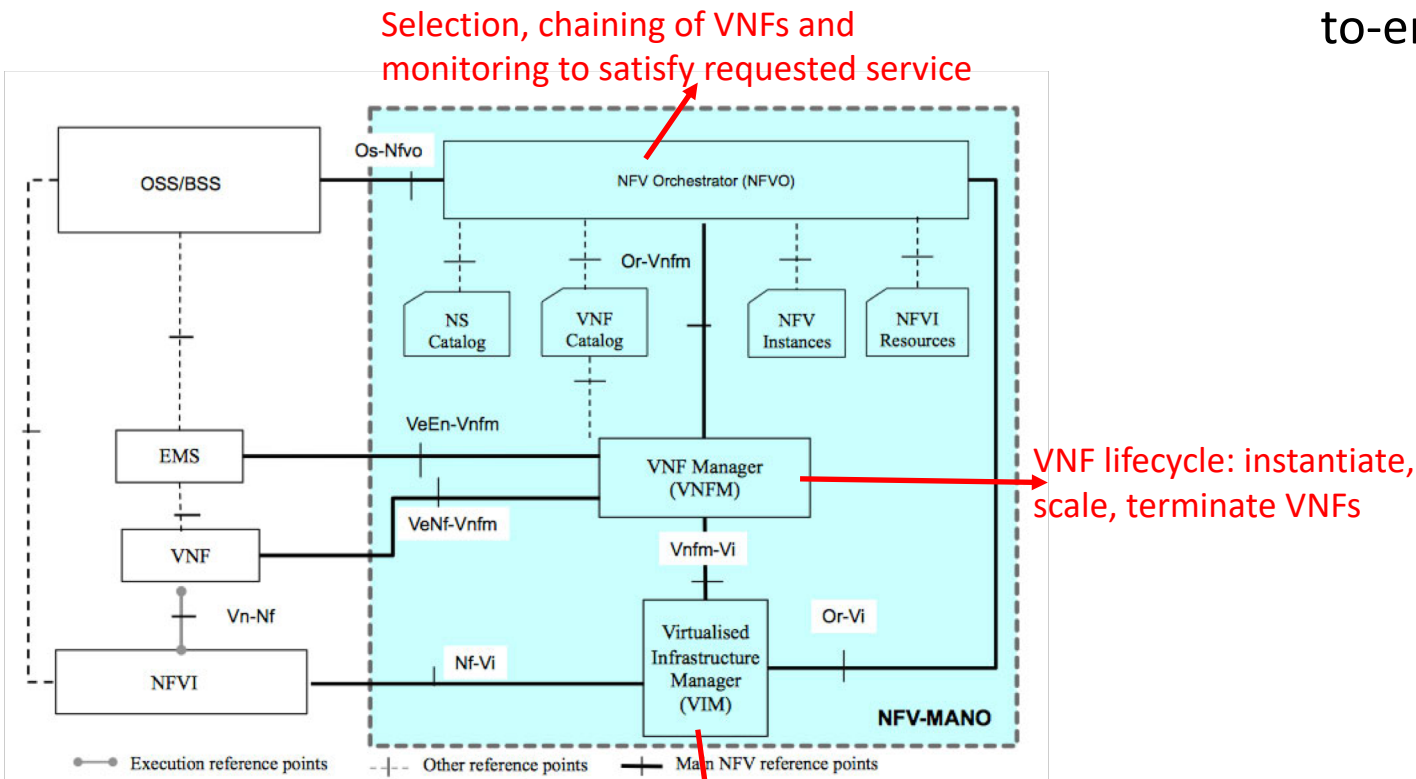 Selection, chaining of VNFs and
monitoring to satisfy requested service
to-er
Os-Nfvo
OSS/BSS
NFV Orchestrator (NFVO)
Or-Vnfm
NS
Catalog
VNF
Catalog
NFV
Instances
NFVI
Resources
VeEn-Vnfm
EMS
VNF Manager
(VNFM)
VNF lifecycle: instantiate,
scale, terminate VNFs
VeNf-Vnfm
VNF
Vnfm-Vi
Vn-Nf
Or-Vi
Virtualised
Infrastructure
Manager
(VIM)
Nf-Vi
NFVI
NFV-MANO
Execution reference points
Other reference points
Main NFV reference points